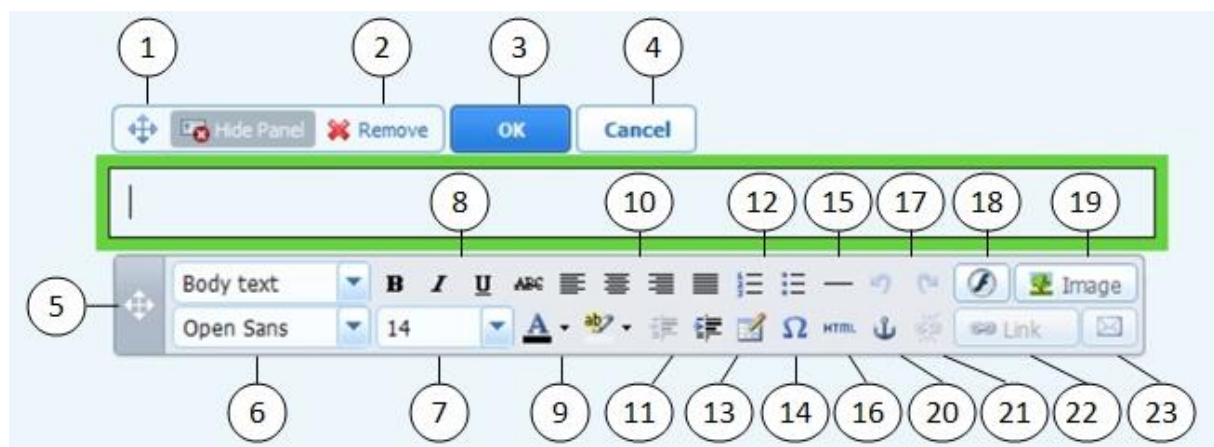 1 2 3 4
Hide Panel Remove OK Cancel
8 10 12 15 17 18 19
5
Body text B I U ABC Image
Open Sans 14 A ab Ω HTML Link
6 7 9 11 13 14 16 20 21 22 23